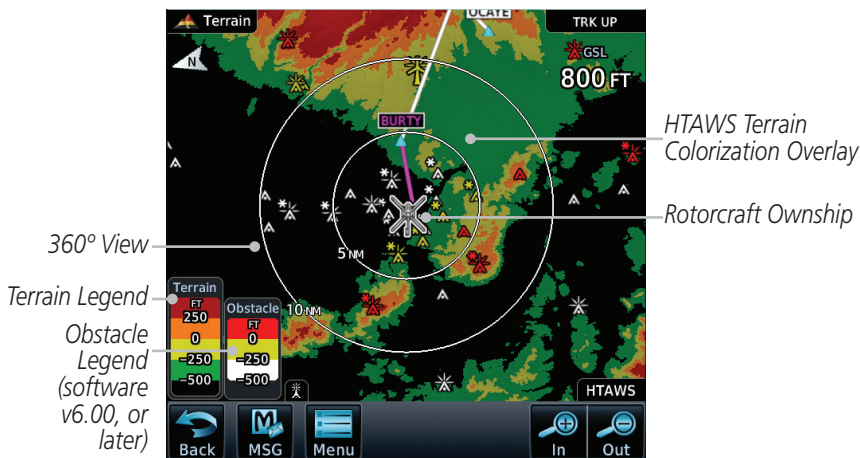 Terrain
UCAYE
TRK UP
N
GSL
800 FT
BURTY
HTAWS Terrain
Colorization Overlay
Rotorcraft Ownship
360º View
5 NM
10 NM
Terrain Legend
Obstacle
Legend
(software
v6.00, or
later)
Terrain
FT
250
0
-250
-500
Obstacle
FT
0
-250
-500
HTAWS
Back
MSG
Menu
In
Out